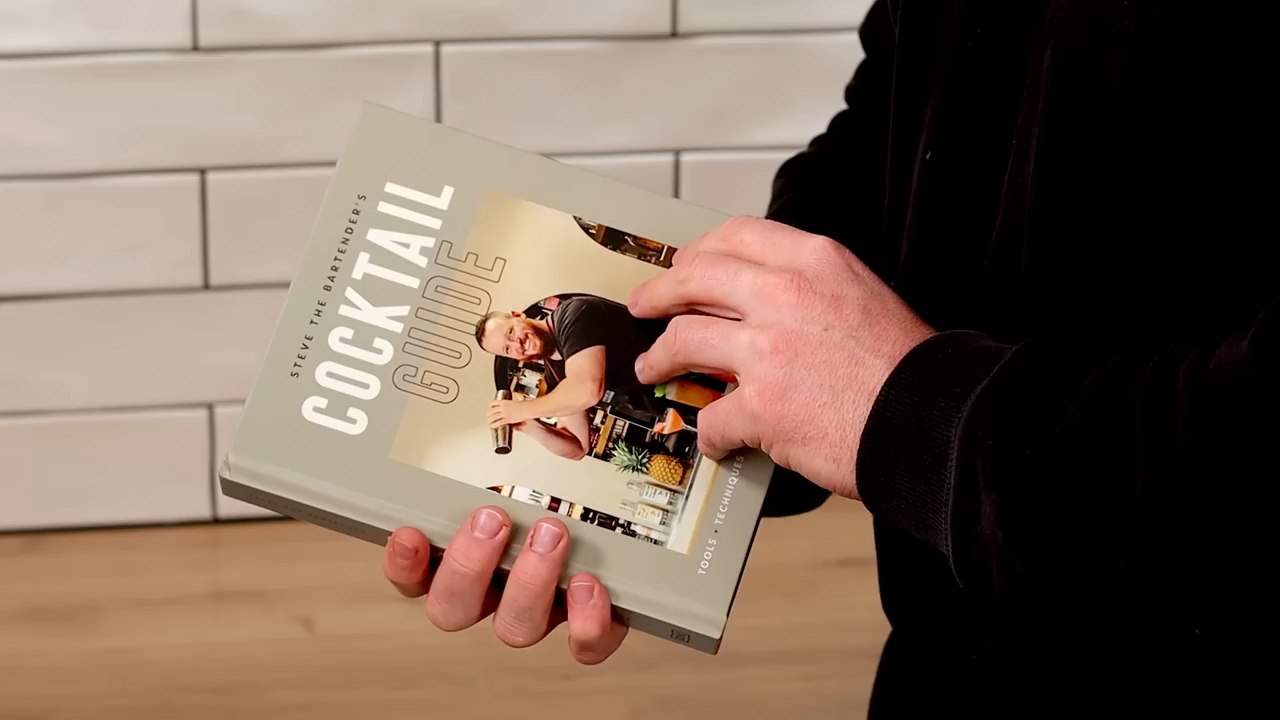 STEVE THE BARTENDER'S
COCKTAIL
GUIDE
TOOLS • TECHNIQUES